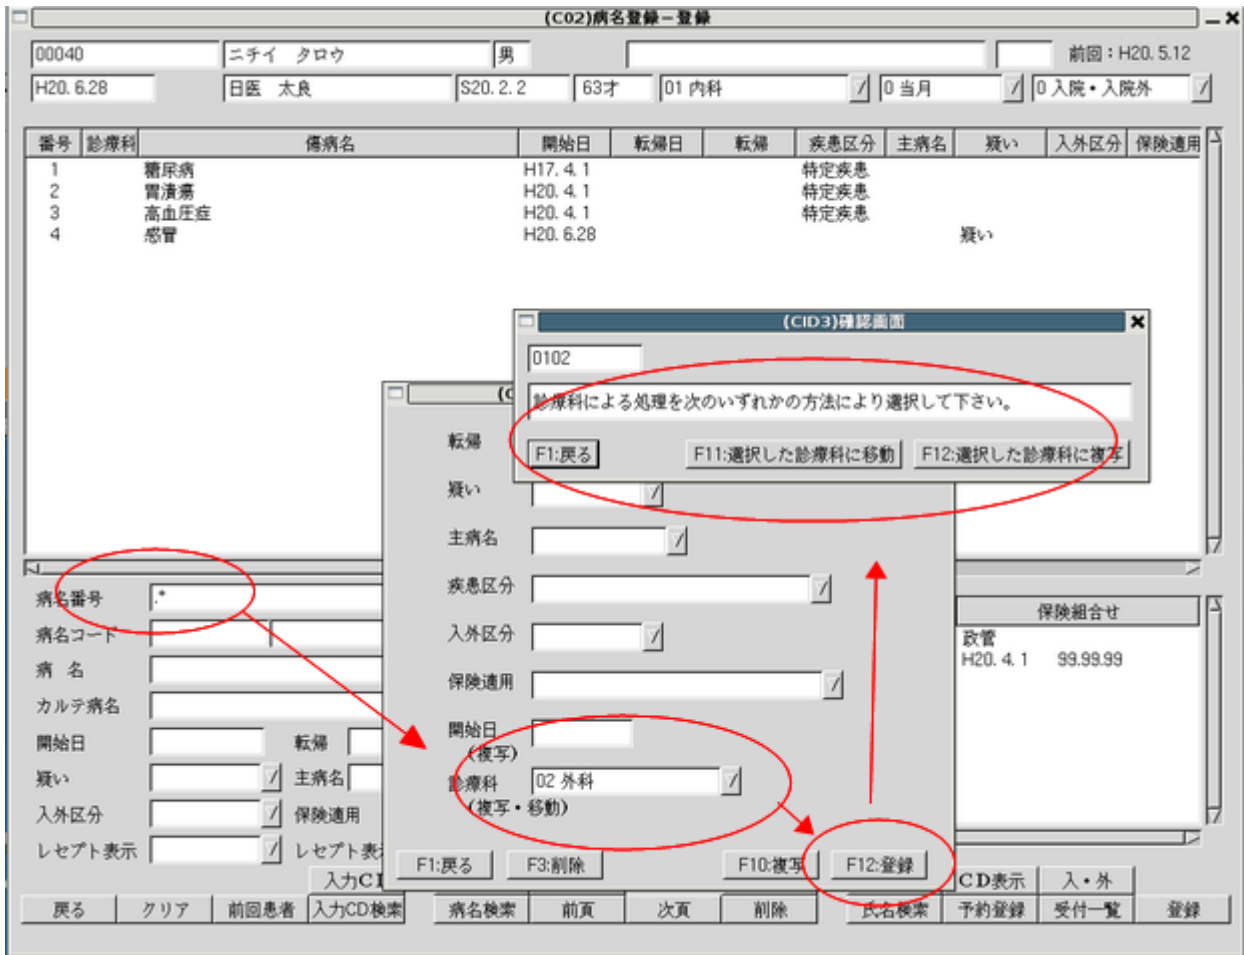 (C02)病名登録－登録
00040 ニチイ タロウ 男 前回：H20. 5.12
H20. 6.28 日医 太良 S20. 2. 2 63才 01 内科 0 当月 0 入院・入院外
番号 診療科 傷病名 開始日 転帰日 転帰 疾患区分 主病名 疑い 入外区分 保険適用
1 糖尿病 H17. 4. 1 特定疾患
2 胃潰瘍 H20. 4. 1 特定疾患
3 高血圧症 H20. 4. 1 特定疾患
4 感冒 H20. 6.28 疑い
(CID3)確認画面
0102
診療科による処理を次のいずれかの方法により選択して下さい。
F1:戻る F11:選択した診療科に移動 F12:選択した診療科に複写
(C
転帰
疑い
主病名
疾患区分
入外区分
保険適用
開始日
(複写)
診療科 02 外科
(複写・移動)
F1:戻る F3:削除 F10:複写 F12:登録
病名番号 .*
病名コード
病 名
カルテ病名
開始日 転帰
疑い 主病名
入外区分 保険適用
レセプト表示 レセプト表
保険組合せ
政管
H20. 4. 1 99.99.99
入力C CD表示 入・外
戻る クリア 前回患者 入力CD検索 病名検索 前頁 次頁 削除 氏名検索 予約登録 受付一覧 登録